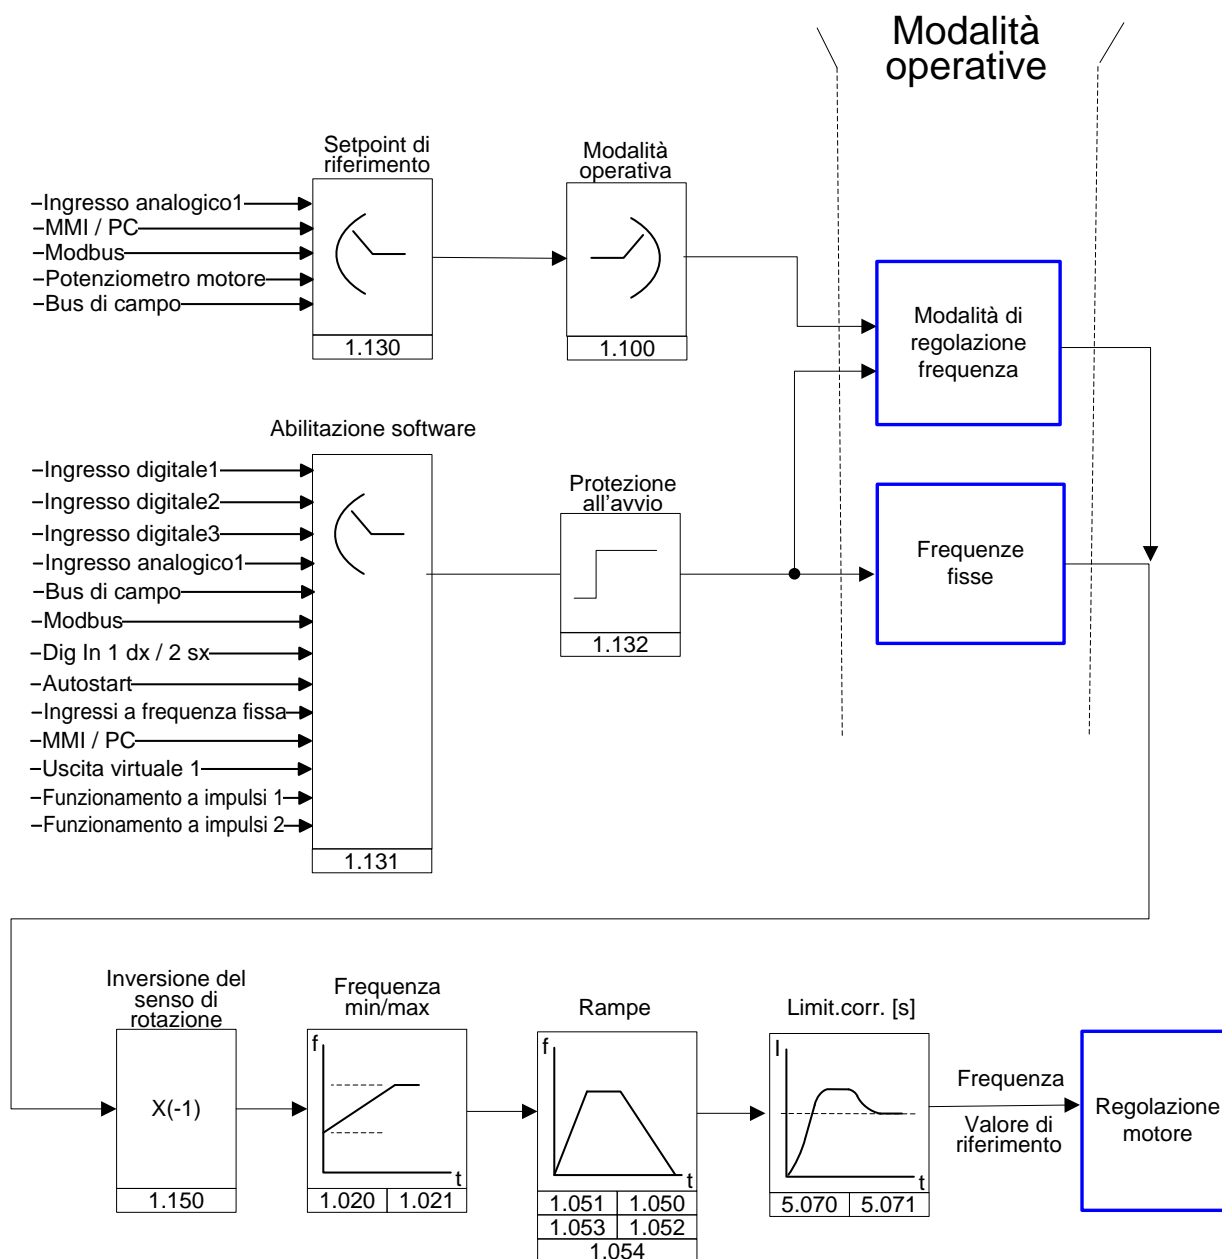 Modalità
operative
Setpoint di
riferimento
Modalità
operativa
–Ingresso analogico1
–MMI / PC
–Modbus
–Potenziometro motore
–Bus di campo
1.130
1.100
Modalità di
regolazione
frequenza
Abilitazione software
–Ingresso digitale1
–Ingresso digitale2
–Ingresso digitale3
–Ingresso analogico1
–Bus di campo
–Modbus
–Dig In 1 dx / 2 sx
–Autostart
–Ingressi a frequenza fissa
–MMI / PC
–Uscita virtuale 1
–Funzionamento a impulsi 1
–Funzionamento a impulsi 2
1.131
Protezione
all'avvio
1.132
Frequenze
fisse
Inversione del
senso di
rotazione
X(-1)
1.150
Frequenza
min/max
f
t
1.020 1.021
Rampe
f
t
1.051 1.050
1.053 1.052
1.054
Limit.corr. [s]
I
t
5.070 5.071
Frequenza
Valore di
riferimento
Regolazione
motore